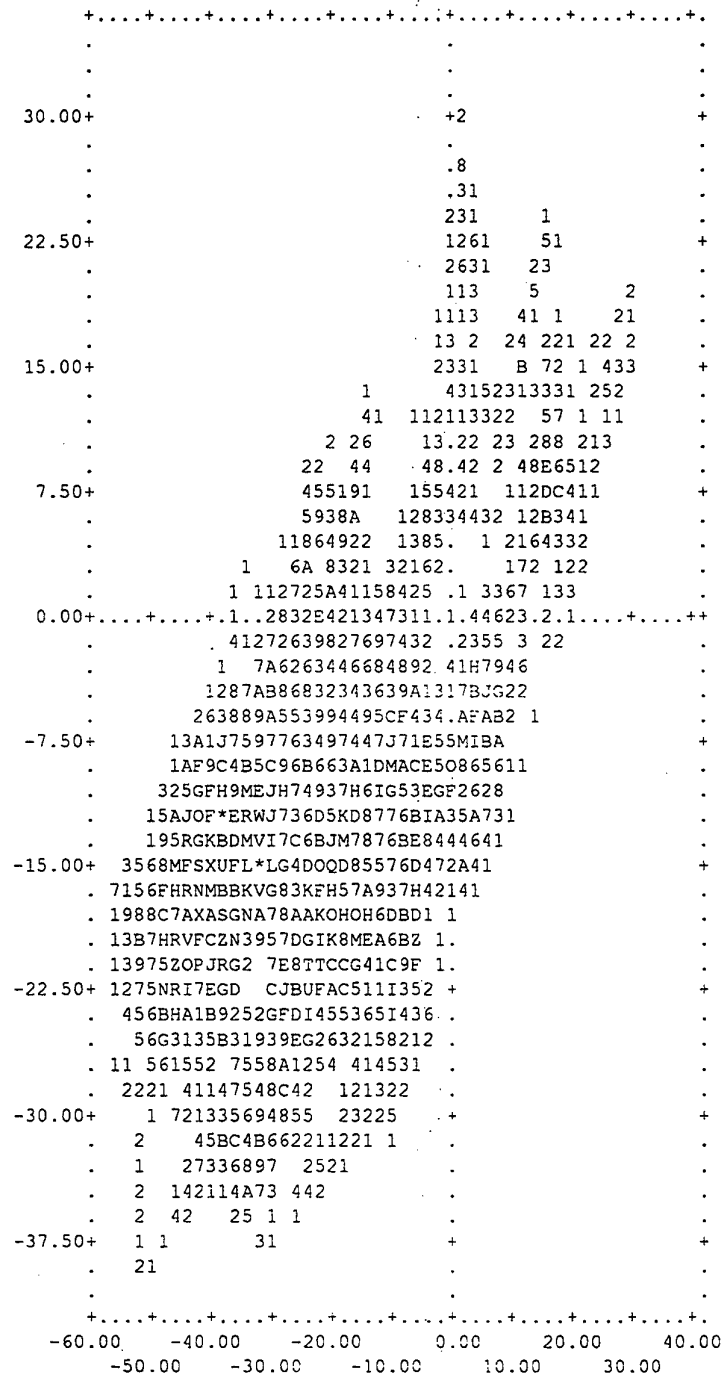 +....+....+....+....+....+....+....+....+....+....+.
. . .
. . .
. . .
30.00+ +2 +
. . .
. .8 .
. .31 .
. 231 1 .
22.50+ 1261 51 +
. 2631 23 .
. 113 5 2 .
. 1113 41 1 21 .
. 13 2 24 221 22 2 .
15.00+ 2331 B 72 1 433 +
. 1 43152313331 252 .
. 41 112113322 57 1 11 .
. 2 26 13.22 23 288 213 .
. 22 44 48.42 2 48E6512 .
7.50+ 455191 155421 112DC411 +
. 5938A 128334432 12B341 .
. 11864922 1385. 1 2164332 .
. 1 6A 8321 32162. 172 122 .
. 1 112725A41158425 .1 3367 133 .
0.00+....+....+.1..2832E421347311.1.44623.2.1....+....++
. 41272639827697432 .2355 3 22 .
. 1 7A6263446684892 41H7946 .
. 1287AB86832343639A1317BJG22 .
. 263889A553994495CF434.AFAB2 1 .
-7.50+ 13A1J7597763497447J71E55MIBA +
. 1AF9C4B5C96B663A1DMACE5O865611 .
. 325GFH9MEJH74937H6IG53EGF2628 .
. 15AJOF*ERWJ736D5KD8776BIA35A731 .
. 195RGKBDMVI7C6BJM7876BE8444641 .
-15.00+ 3568MFSXUFL*LG4DOQD85576D472A41 +
. 7156FHRNMBBKVG83KFH57A937H42141 .
. 1988C7AXASGNA78AAKOHOH6DBD1 1 .
. 13B7HRVFCZN3957DGIK8MEA6BZ 1. .
. 13975ZOPJRG2 7E8TTCCG41C9F 1. .
-22.50+ 1275NRI7EGD CJBUFAC511I352 + +
. 456BHA1B9252GFDI455365I436 . .
. 56G3135B31939EG2632158212 . .
. 11 561552 7558A1254 414531 . .
. 2221 41147548C42 121322 . .
-30.00+ 1 721335694855 23225 + +
. 2 45BC4B662211221 1 . .
. 1 27336897 2521 . .
. 2 142114A73 442 . .
. 2 42 25 1 1 . .
-37.50+ 1 1 31 + +
. 21 . .
. . .
+....+....+....+....+....+....+....+....+....+....+.
-60.00 -40.00 -20.00 0.00 20.00 40.00
-50.00 -30.00 -10.00 10.00 30.00